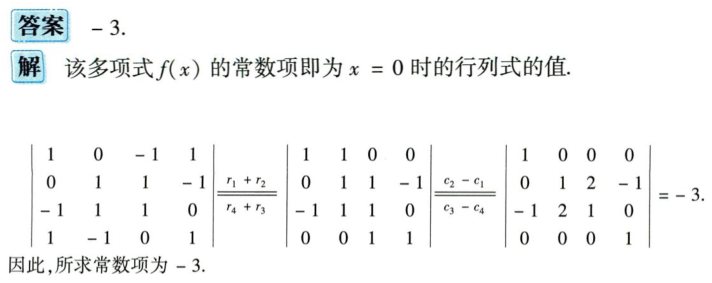 答案 -3.
解 该多项式 f(x) 的常数项即为 x = 0 时的行列式的值.
| 1 0 -1 1 | | 1 1 0 0 | | 1 0 0 0 |
| 0 1 1 -1 | r₁ + r₂ | 0 1 1 -1 | c₂ - c₁ | 0 1 2 -1 |
| -1 1 1 0 | r₄ + r₃ | -1 1 1 0 | c₃ - c₄ | -1 2 1 0 | = -3.
| 1 -1 0 1 | | 0 0 1 1 | | 0 0 0 1 |
因此,所求常数项为 -3.